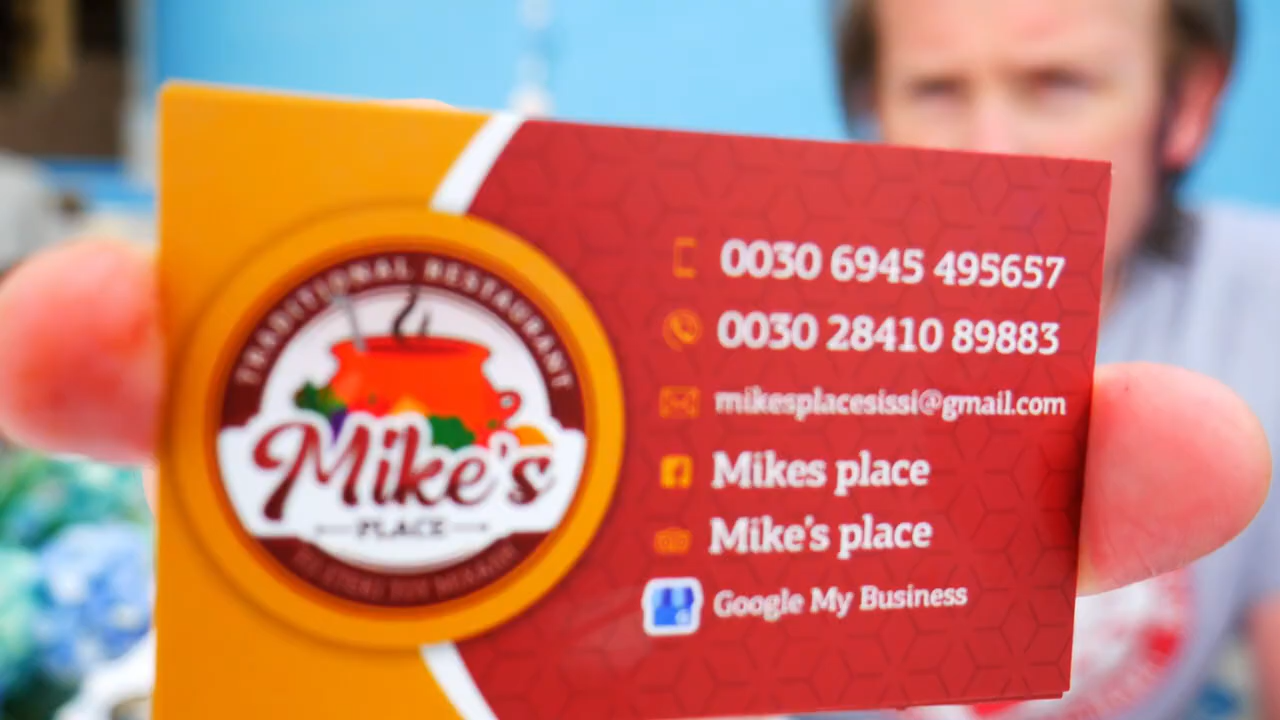 TRADITIONAL RESTAURANT
Mike's
PLACE
0030 6945 495657
0030 28410 89883
mikesplacesissi@gmail.com
Mikes place
Mike's place
Google My Business